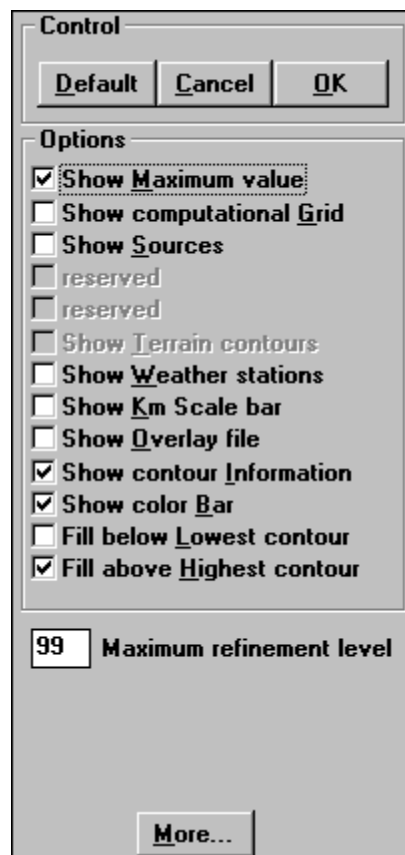 Control
Default Cancel OK
Options
Show Maximum value
Show computational Grid
Show Sources
reserved
reserved
Show Terrain contours
Show Weather stations
Show Km Scale bar
Show Overlay file
Show contour Information
Show color Bar
Fill below Lowest contour
Fill above Highest contour
99 Maximum refinement level
More...